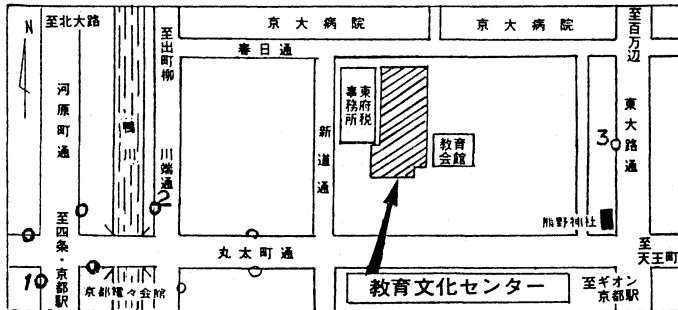 N
至北大路
河原町通
至四条・京都駅
鴨川
至出町柳
川端通
京大病院
京大病院
春日通
新道通
東府税
事務所
教育
会館
至百万辺
東大路通
3
2
1
熊野神社
丸太町通
至
天王町
京都電々会館
教育文化センター
至ギオン
京都駅